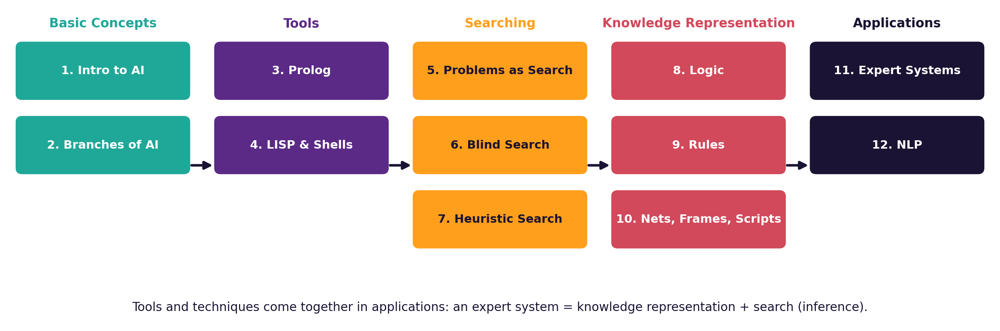 Basic Concepts
1. Intro to AI
2. Branches of AI
Tools
3. Prolog
4. LISP & Shells
Searching
5. Problems as Search
6. Blind Search
7. Heuristic Search
Knowledge Representation
8. Logic
9. Rules
10. Nets, Frames, Scripts
Applications
11. Expert Systems
12. NLP
Tools and techniques come together in applications: an expert system = knowledge representation + search (inference).